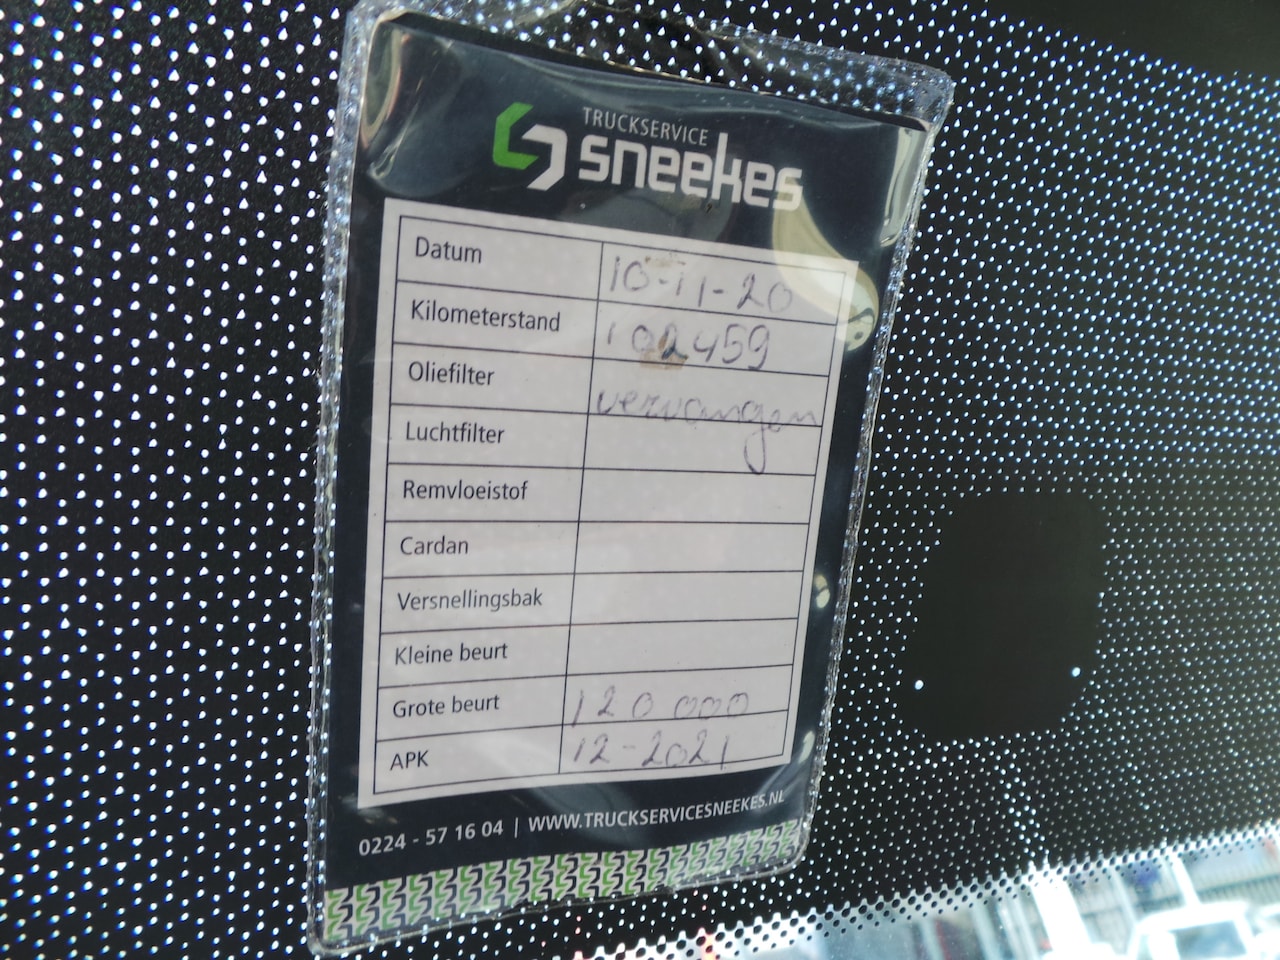 TRUCKSERVICE
sneekes
Datum 10-11-20
Kilometerstand 102459
Oliefilter vervangen
Luchtfilter
Remvloeistof
Cardan
Versnellingsbak
Kleine beurt
Grote beurt 120 000
APK 12-2021
0224 - 57 16 04 | WWW.TRUCKSERVICESNEEKES.NL